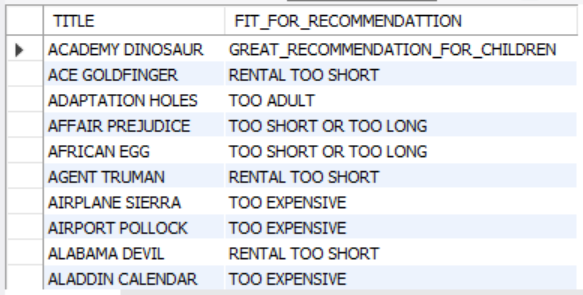 TITLE FIT_FOR_RECOMMENDATTION
ACADEMY DINOSAUR GREAT_RECOMMENDATION_FOR_CHILDREN
ACE GOLDFINGER RENTAL TOO SHORT
ADAPTATION HOLES TOO ADULT
AFFAIR PREJUDICE TOO SHORT OR TOO LONG
AFRICAN EGG TOO SHORT OR TOO LONG
AGENT TRUMAN RENTAL TOO SHORT
AIRPLANE SIERRA TOO EXPENSIVE
AIRPORT POLLOCK TOO EXPENSIVE
ALABAMA DEVIL RENTAL TOO SHORT
ALADDIN CALENDAR TOO EXPENSIVE